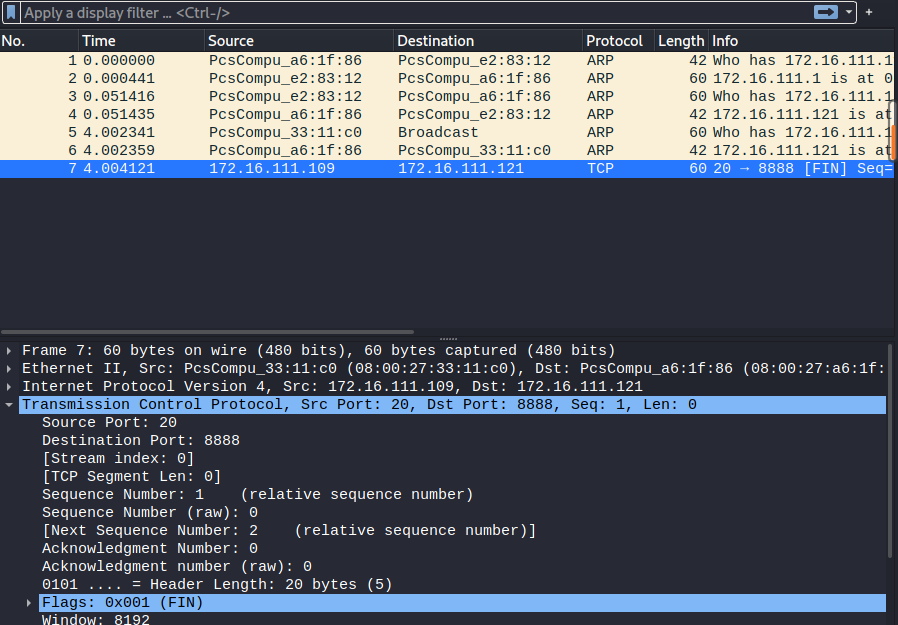 Apply a display filter … <Ctrl-/>
+
No. Time Source Destination Protocol Length Info
1 0.000000 PcsCompu_a6:1f:86 PcsCompu_e2:83:12 ARP 42 Who has 172.16.111.1
2 0.000441 PcsCompu_e2:83:12 PcsCompu_a6:1f:86 ARP 60 172.16.111.1 is at 0
3 0.051416 PcsCompu_e2:83:12 PcsCompu_a6:1f:86 ARP 60 Who has 172.16.111.1
4 0.051435 PcsCompu_a6:1f:86 PcsCompu_e2:83:12 ARP 42 172.16.111.121 is at
5 4.002341 PcsCompu_33:11:c0 Broadcast ARP 60 Who has 172.16.111.1
6 4.002359 PcsCompu_a6:1f:86 PcsCompu_33:11:c0 ARP 42 172.16.111.121 is at
7 4.004121 172.16.111.109 172.16.111.121 TCP 60 20 → 8888 [FIN] Seq=
Frame 7: 60 bytes on wire (480 bits), 60 bytes captured (480 bits)
Ethernet II, Src: PcsCompu_33:11:c0 (08:00:27:33:11:c0), Dst: PcsCompu_a6:1f:86 (08:00:27:a6:1f:
Internet Protocol Version 4, Src: 172.16.111.109, Dst: 172.16.111.121
Transmission Control Protocol, Src Port: 20, Dst Port: 8888, Seq: 1, Len: 0
Source Port: 20
Destination Port: 8888
[Stream index: 0]
[TCP Segment Len: 0]
Sequence Number: 1 (relative sequence number)
Sequence Number (raw): 0
[Next Sequence Number: 2 (relative sequence number)]
Acknowledgment Number: 0
Acknowledgment number (raw): 0
0101 .... = Header Length: 20 bytes (5)
Flags: 0x001 (FIN)
Window: 8192